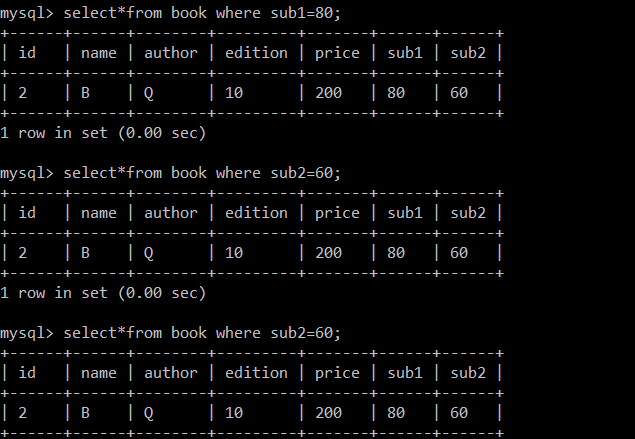 mysql> select*from book where sub1=80;
+------+------+--------+---------+-------+------+------+
| id   | name | author | edition | price | sub1 | sub2 |
+------+------+--------+---------+-------+------+------+
| 2    | B    | Q      | 10      | 200   | 80   | 60   |
+------+------+--------+---------+-------+------+------+
1 row in set (0.00 sec)
mysql> select*from book where sub2=60;
+------+------+--------+---------+-------+------+------+
| id   | name | author | edition | price | sub1 | sub2 |
+------+------+--------+---------+-------+------+------+
| 2    | B    | Q      | 10      | 200   | 80   | 60   |
+------+------+--------+---------+-------+------+------+
1 row in set (0.00 sec)
mysql> select*from book where sub2=60;
+------+------+--------+---------+-------+------+------+
| id   | name | author | edition | price | sub1 | sub2 |
+------+------+--------+---------+-------+------+------+
| 2    | B    | Q      | 10      | 200   | 80   | 60   |
+------+------+--------+---------+-------+------+------+